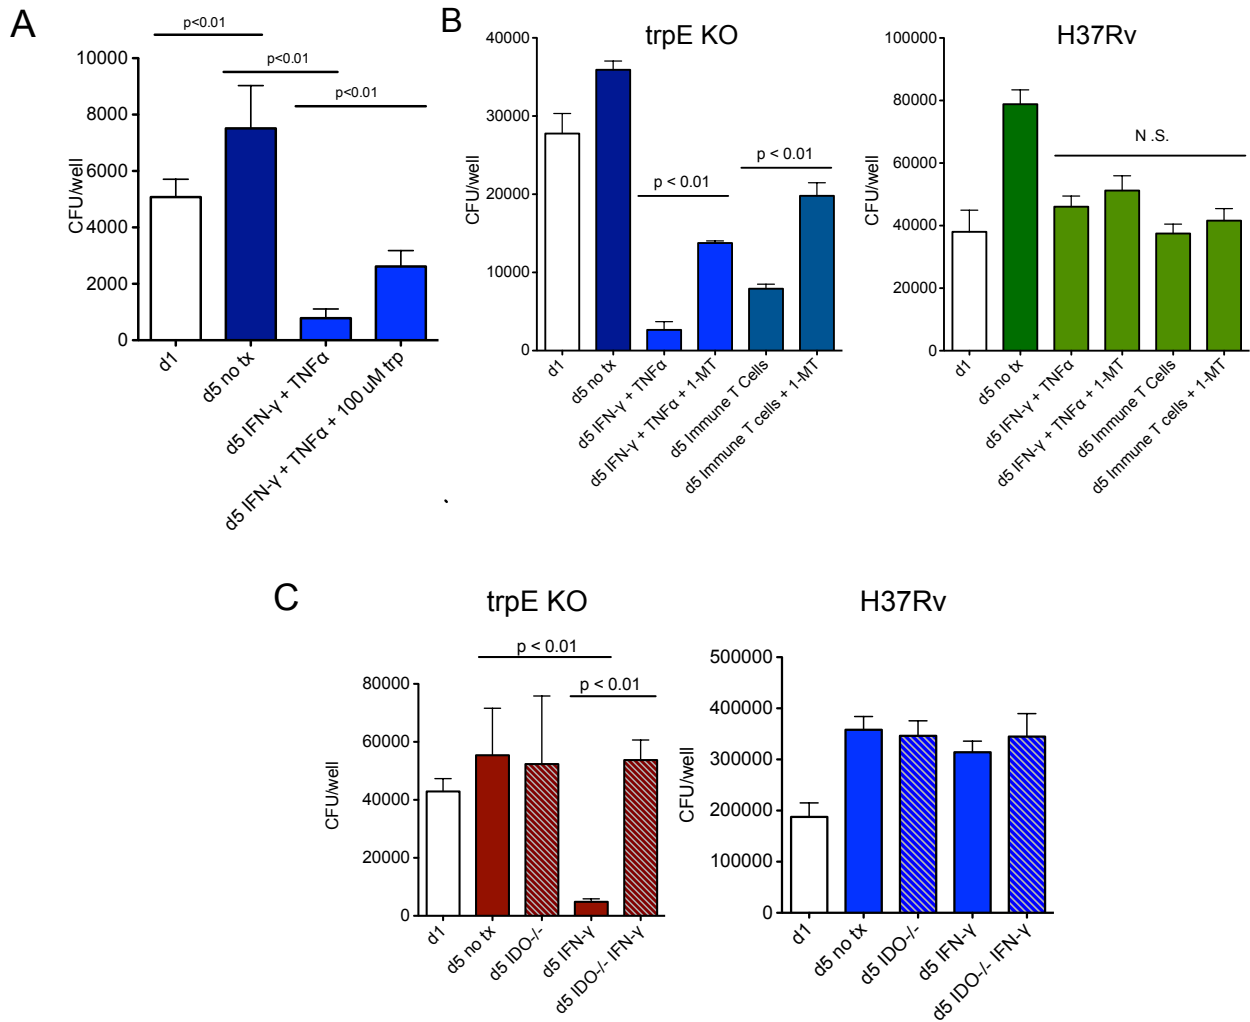 A
p<0.01
p<0.01
p<0.01
CFU/well
10000
8000
6000
4000
2000
0
d1
d5 no tx
d5 IFN-γ + TNFα
d5 IFN-γ + TNFα + 100 uM trp
B
trpE KO
CFU/well
40000
30000
20000
10000
0
p < 0.01
p < 0.01
d1
d5 no tx
d5 IFN-γ + TNFα
d5 IFN-γ + TNFα + 1-MT
d5 Immune T Cells
d5 Immune T cells + 1-MT
H37Rv
CFU/well
100000
80000
60000
40000
20000
0
N .S.
d1
d5 no tx
d5 IFN-γ + TNFα
d5 IFN-γ + TNFα + 1-MT
d5 Immune T Cells
d5 Immune T cells + 1-MT
C
trpE KO
p < 0.01
p < 0.01
CFU/well
80000
60000
40000
20000
0
d1
d5 no tx
d5 IDO-/-
d5 IFN-γ
d5 IDO-/- IFN-γ
H37Rv
CFU/well
500000
400000
300000
200000
100000
0
d1
d5 no tx
d5 IDO-/-
d5 IFN-γ
d5 IDO-/- IFN-γ